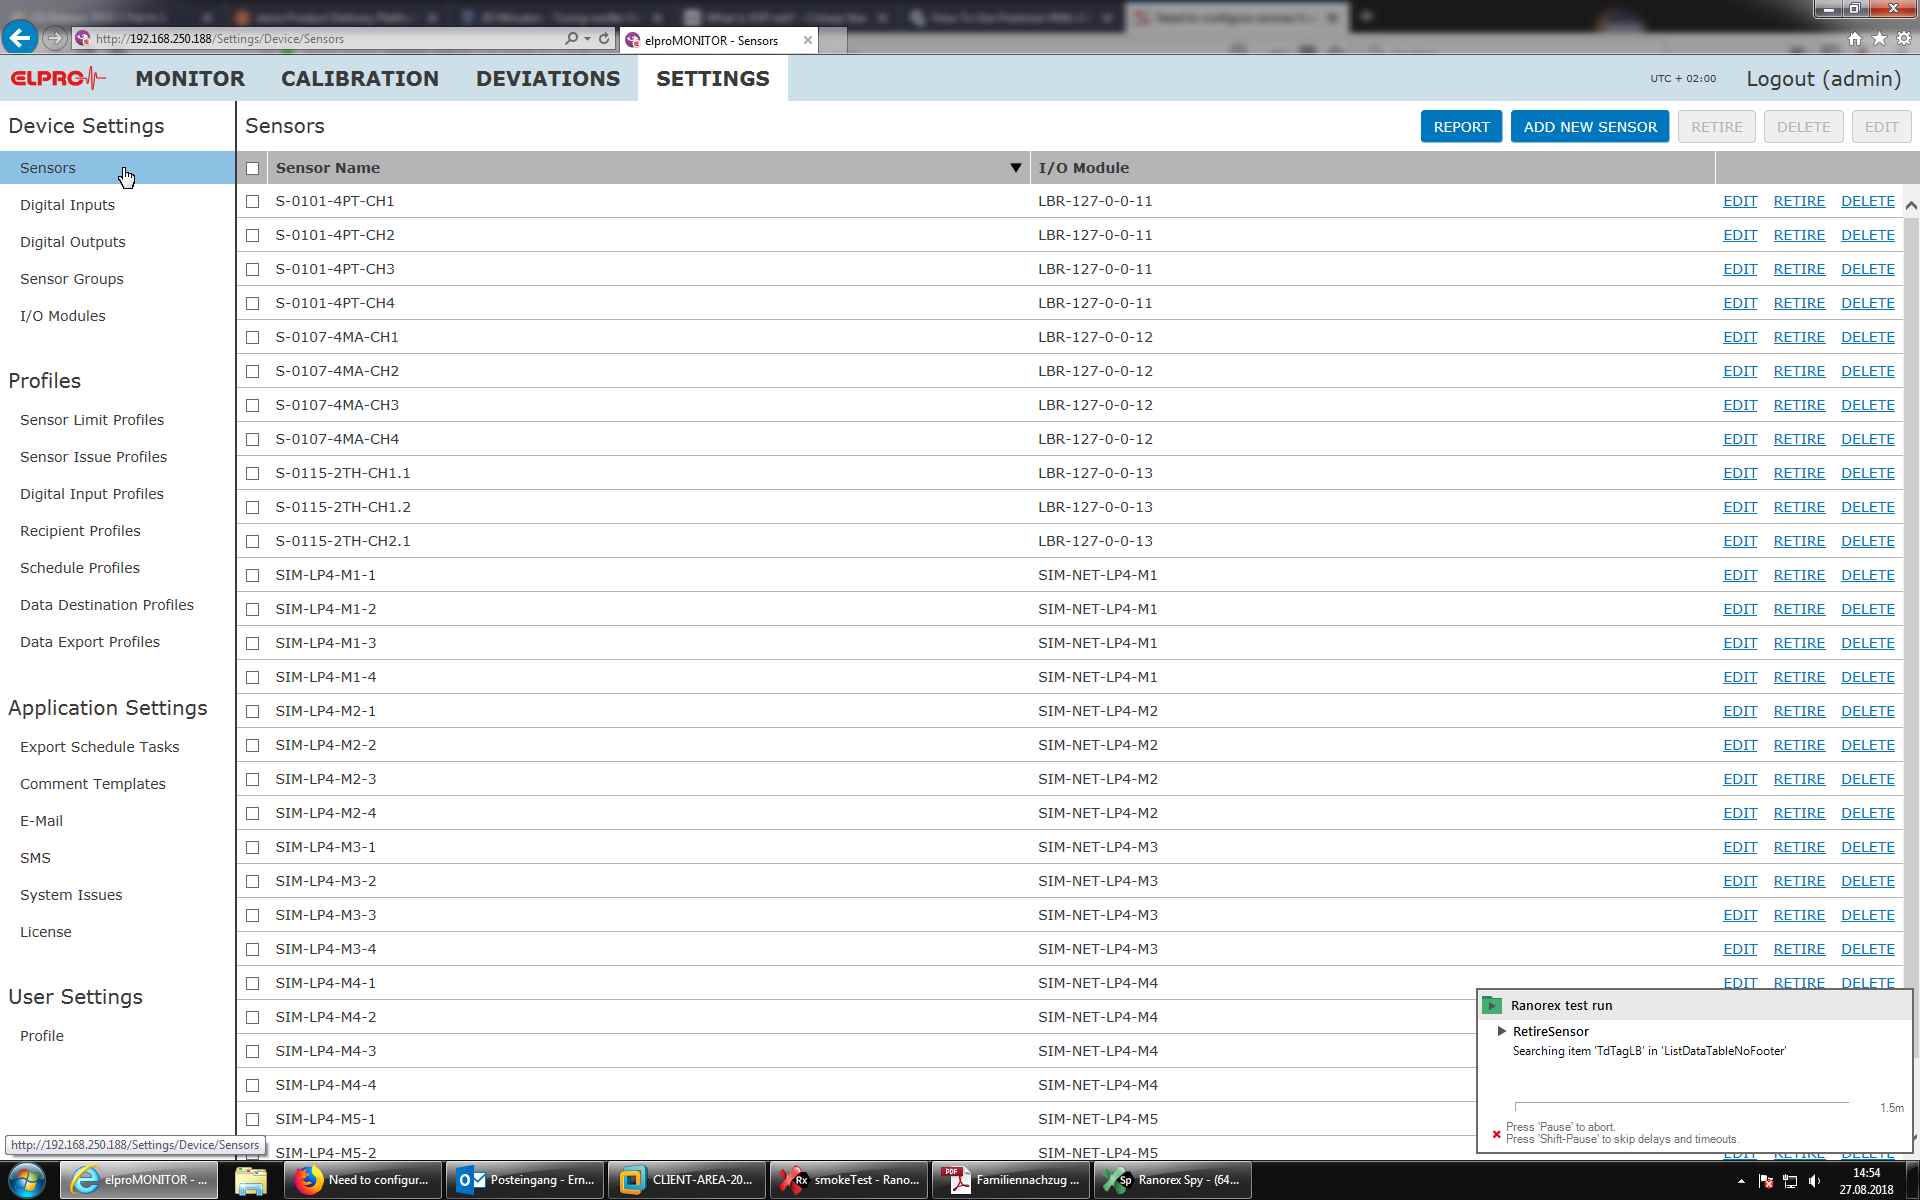 http://192.168.250.188/Settings/Device/Sensors
elproMONITOR - Sensors
ELPRO
MONITOR
CALIBRATION
DEVIATIONS
SETTINGS
UTC + 02:00
Logout (admin)
Device Settings
Sensors
Digital Inputs
Digital Outputs
Sensor Groups
I/O Modules
Profiles
Sensor Limit Profiles
Sensor Issue Profiles
Digital Input Profiles
Recipient Profiles
Schedule Profiles
Data Destination Profiles
Data Export Profiles
Application Settings
Export Schedule Tasks
Comment Templates
E-Mail
SMS
System Issues
License
User Settings
Profile
http://192.168.250.188/Settings/Device/Sensors
Sensors
REPORT
ADD NEW SENSOR
RETIRE
DELETE
EDIT
Sensor Name I/O Module
S-0101-4PT-CH1 LBR-127-0-0-11 EDIT RETIRE DELETE
S-0101-4PT-CH2 LBR-127-0-0-11 EDIT RETIRE DELETE
S-0101-4PT-CH3 LBR-127-0-0-11 EDIT RETIRE DELETE
S-0101-4PT-CH4 LBR-127-0-0-11 EDIT RETIRE DELETE
S-0107-4MA-CH1 LBR-127-0-0-12 EDIT RETIRE DELETE
S-0107-4MA-CH2 LBR-127-0-0-12 EDIT RETIRE DELETE
S-0107-4MA-CH3 LBR-127-0-0-12 EDIT RETIRE DELETE
S-0107-4MA-CH4 LBR-127-0-0-12 EDIT RETIRE DELETE
S-0115-2TH-CH1.1 LBR-127-0-0-13 EDIT RETIRE DELETE
S-0115-2TH-CH1.2 LBR-127-0-0-13 EDIT RETIRE DELETE
S-0115-2TH-CH2.1 LBR-127-0-0-13 EDIT RETIRE DELETE
SIM-LP4-M1-1 SIM-NET-LP4-M1 EDIT RETIRE DELETE
SIM-LP4-M1-2 SIM-NET-LP4-M1 EDIT RETIRE DELETE
SIM-LP4-M1-3 SIM-NET-LP4-M1 EDIT RETIRE DELETE
SIM-LP4-M1-4 SIM-NET-LP4-M1 EDIT RETIRE DELETE
SIM-LP4-M2-1 SIM-NET-LP4-M2 EDIT RETIRE DELETE
SIM-LP4-M2-2 SIM-NET-LP4-M2 EDIT RETIRE DELETE
SIM-LP4-M2-3 SIM-NET-LP4-M2 EDIT RETIRE DELETE
SIM-LP4-M2-4 SIM-NET-LP4-M2 EDIT RETIRE DELETE
SIM-LP4-M3-1 SIM-NET-LP4-M3 EDIT RETIRE DELETE
SIM-LP4-M3-2 SIM-NET-LP4-M3 EDIT RETIRE DELETE
SIM-LP4-M3-3 SIM-NET-LP4-M3 EDIT RETIRE DELETE
SIM-LP4-M3-4 SIM-NET-LP4-M3 EDIT RETIRE DELETE
SIM-LP4-M4-1 SIM-NET-LP4-M4 EDIT RETIRE DELETE
SIM-LP4-M4-2 SIM-NET-LP4-M4
SIM-LP4-M4-3 SIM-NET-LP4-M4
SIM-LP4-M4-4 SIM-NET-LP4-M4
SIM-LP4-M5-1 SIM-NET-LP4-M5
SIM-LP4-M5-2 SIM-NET-LP4-M5 EDIT RETIRE DELETE
Ranorex test run
RetireSensor
Searching item 'TdTagLB' in 'ListDataTableNoFooter'
1.5m
Press 'Pause' to abort.
Press 'Shift-Pause' to skip delays and timeouts.
elproMONITOR - ...
Need to configur...
Posteingang - Ern...
CLIENT-AREA-20...
Rx smokeTest - Rano...
PDF Familiennachzug ...
Sp Ranorex Spy - (64...
14:54
27.08.2018